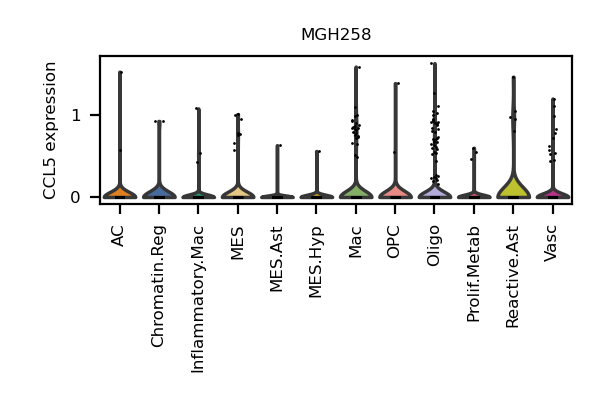 MGH258
CCL5 expression
1
0
AC
Chromatin.Reg
Inflammatory.Mac
MES
MES.Ast
MES.Hyp
Mac
OPC
Oligo
Prolif.Metab
Reactive.Ast
Vasc